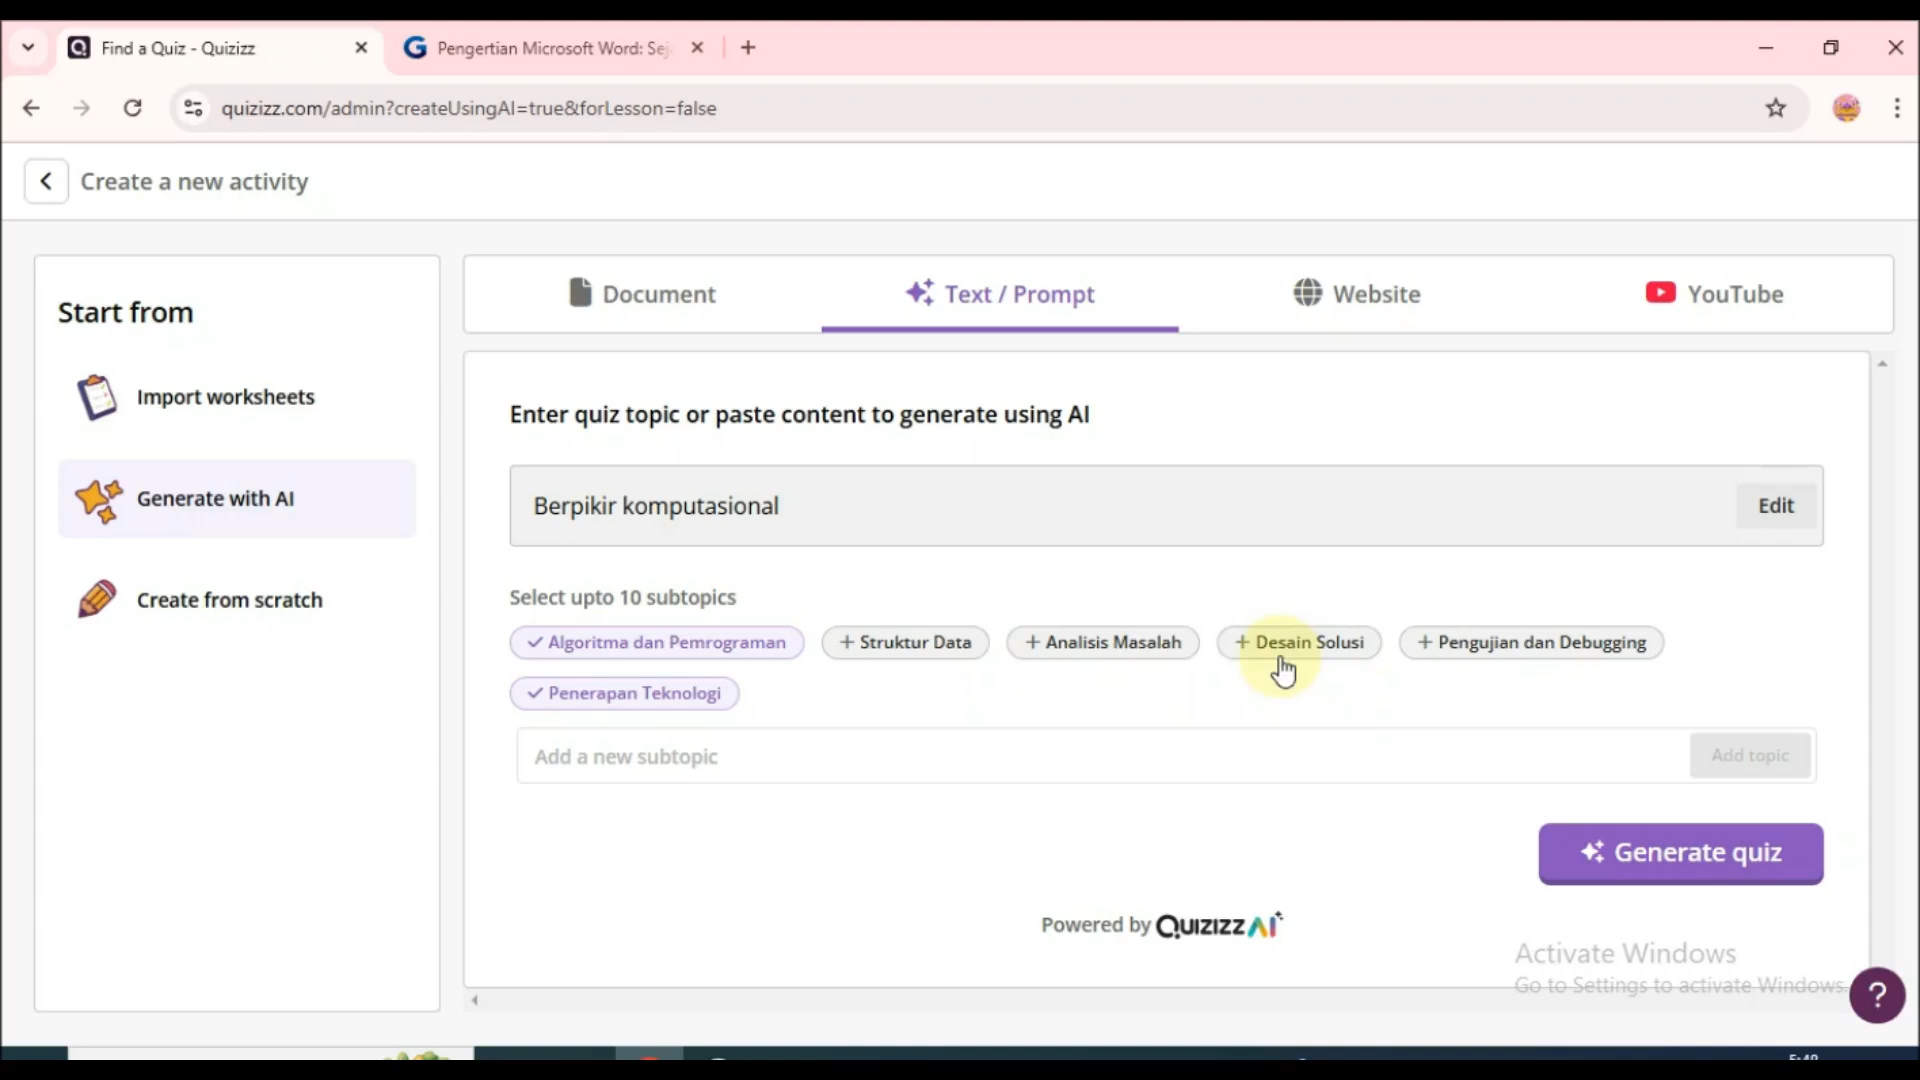 Find a Quiz - Quizizz
Pengertian Microsoft Word: Sej
quizizz.com/admin?createUsingAI=true&forLesson=false
Create a new activity
Start from
Import worksheets
Generate with AI
Create from scratch
Document
Text / Prompt
Website
YouTube
Enter quiz topic or paste content to generate using AI
Berpikir komputasional
Edit
Select upto 10 subtopics
Algoritma dan Pemrograman
+ Struktur Data
+ Analisis Masalah
+ Desain Solusi
+ Pengujian dan Debugging
Penerapan Teknologi
Add a new subtopic
Add topic
Generate quiz
Powered by QUIZIZZ AI
Activate Windows
Go to Settings to activate Windows.
?